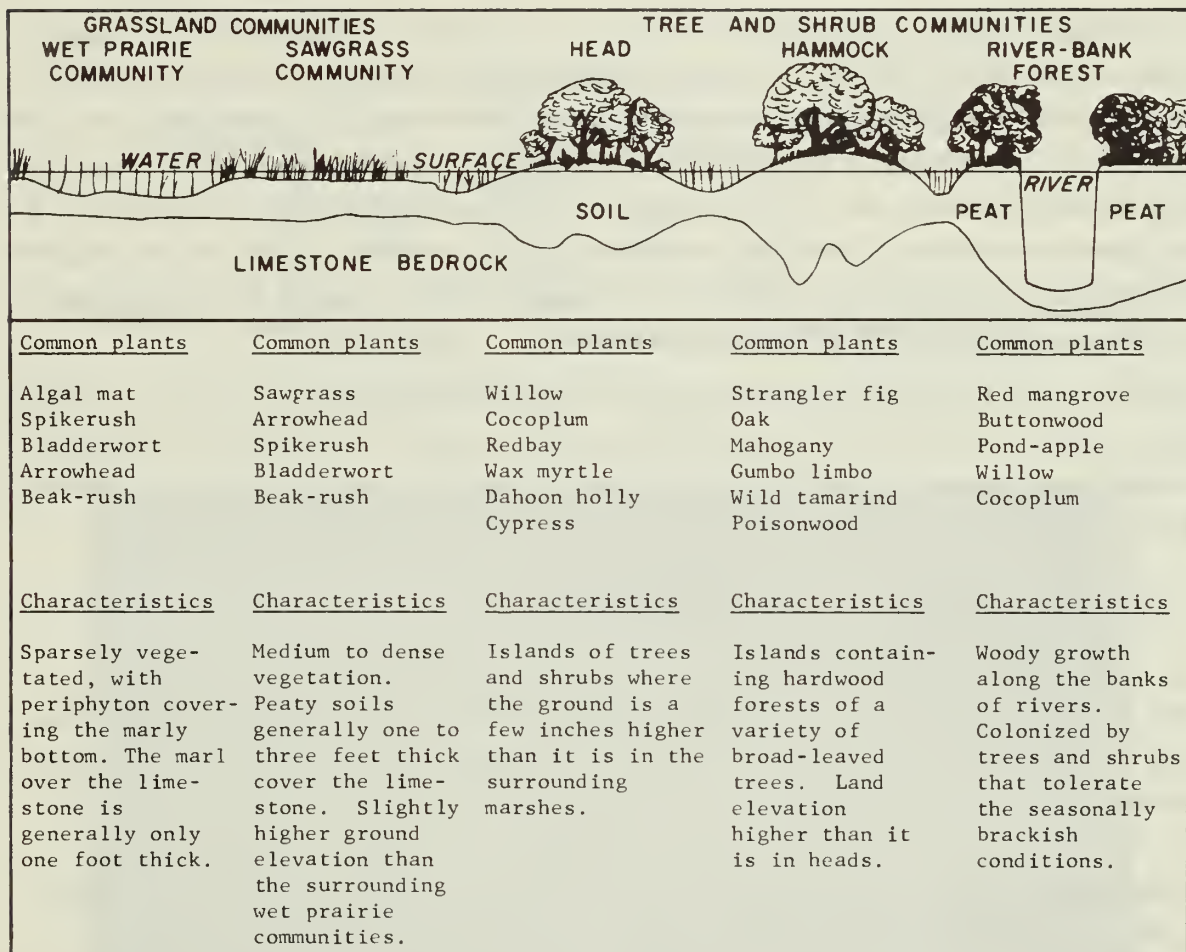 GRASSLAND COMMUNITIES
TREE AND SHRUB COMMUNITIES
WET PRAIRIE
COMMUNITY
SAWGRASS
COMMUNITY
HEAD
HAMMOCK
RIVER-BANK
FOREST
WATER SURFACE
RIVER
SOIL
PEAT
PEAT
LIMESTONE BEDROCK
Common plants
Algal mat
Spikerush
Bladderwort
Arrowhead
Beak-rush
Characteristics
Sparsely vege-
tated, with
periphyton cover-
ing the marly
bottom. The marl
over the lime-
stone is
generally only
one foot thick.
Common plants
Sawgrass
Arrowhead
Spikerush
Bladderwort
Beak-rush
Characteristics
Medium to dense
vegetation.
Peaty soils
generally one to
three feet thick
cover the lime-
stone. Slightly
higher ground
elevation than
the surrounding
wet prairie
communities.
Common plants
Willow
Cocoplum
Redbay
Wax myrtle
Dahoon holly
Cypress
Characteristics
Islands of trees
and shrubs where
the ground is a
few inches higher
than it is in the
surrounding
marshes.
Common plants
Strangler fig
Oak
Mahogany
Gumbo limbo
Wild tamarind
Poisonwood
Characteristics
Islands contain-
ing hardwood
forests of a
variety of
broad-leaved
trees. Land
elevation
higher than it
is in heads.
Common plants
Red mangrove
Buttonwood
Pond-apple
Willow
Cocoplum
Characteristics
Woody growth
along the banks
of rivers.
Colonized by
trees and shrubs
that tolerate
the seasonally
brackish
conditions.